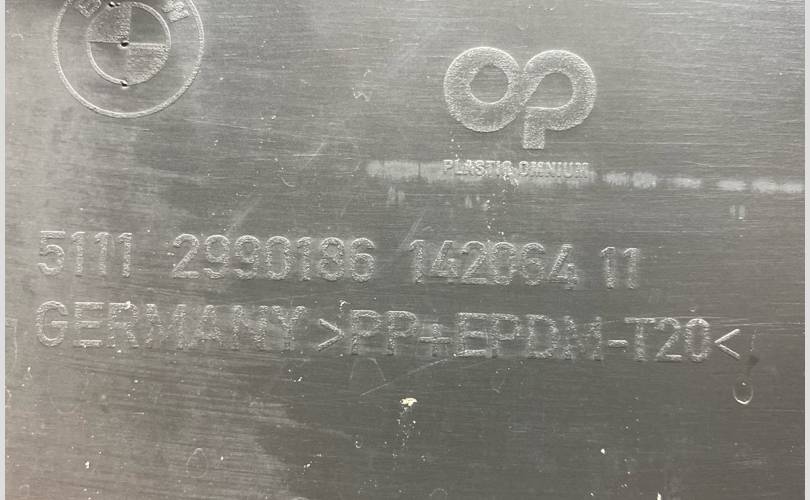 PLASTIC OMNIUM
5111 2990186 142064 11
GERMANY >PP+EPDM-T20<